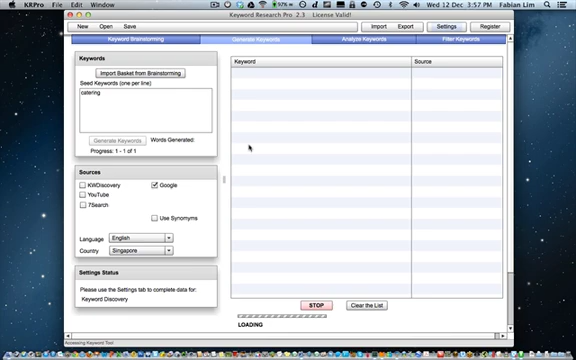 KRPro File Edit
97%
Wed 12 Dec 3:57 PM Fabian Lim
Keyword Research Pro 2.3 License Valid!
New Open Save Import Export Settings Register
Keyword Brainstorming Generate Keywords Analyze Keywords Filter Keywords
Keywords
Import Basket from Brainstorming
Seed Keywords (one per line)
catering
Generate Keywords Words Generated:
Progress: 1 - 1 of 1
Sources
KWDiscovery Google
YouTube
7Search
Use Synonyms
Language English
Country Singapore
Settings Status
Please use the Settings tab to complete data for:
Keyword Discovery
Keyword Source
STOP Clear the List
LOADING
Accessing Keyword Tool